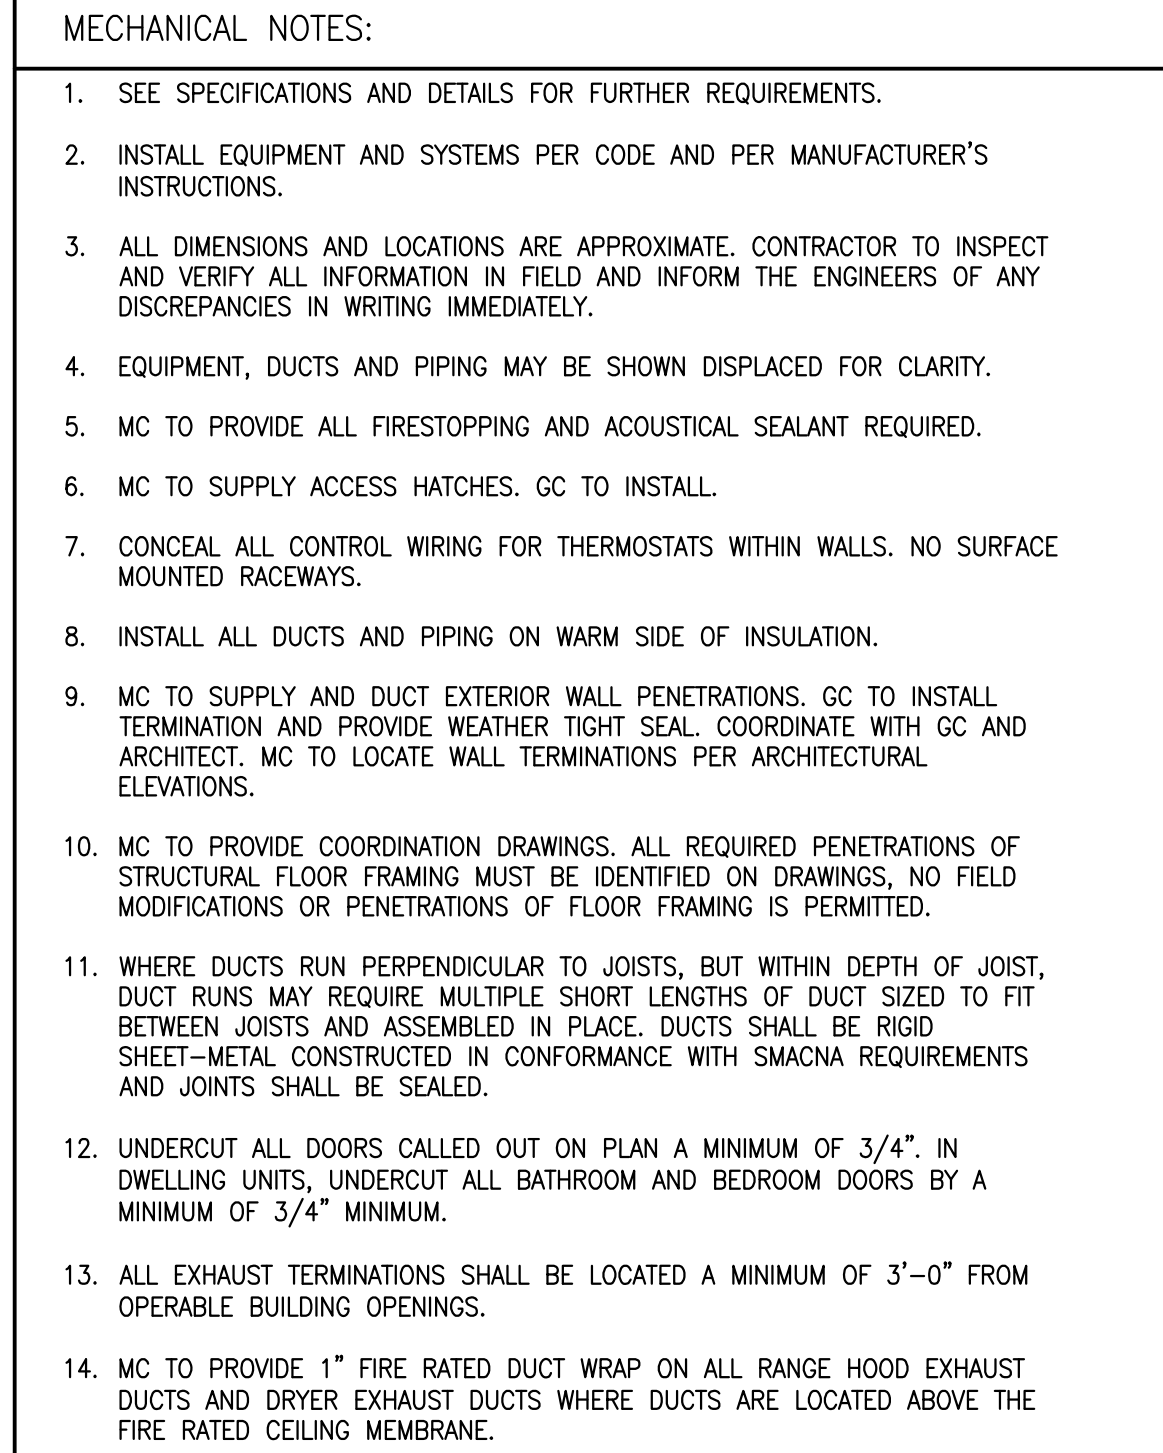 MECHANICAL NOTES:
1. SEE SPECIFICATIONS AND DETAILS FOR FURTHER REQUIREMENTS.
2. INSTALL EQUIPMENT AND SYSTEMS PER CODE AND PER MANUFACTURER'S
INSTRUCTIONS.
3. ALL DIMENSIONS AND LOCATIONS ARE APPROXIMATE. CONTRACTOR TO INSPECT
AND VERIFY ALL INFORMATION IN FIELD AND INFORM THE ENGINEERS OF ANY
DISCREPANCIES IN WRITING IMMEDIATELY.
4. EQUIPMENT, DUCTS AND PIPING MAY BE SHOWN DISPLACED FOR CLARITY.
5. MC TO PROVIDE ALL FIRESTOPPING AND ACOUSTICAL SEALANT REQUIRED.
6. MC TO SUPPLY ACCESS HATCHES. GC TO INSTALL.
7. CONCEAL ALL CONTROL WIRING FOR THERMOSTATS WITHIN WALLS. NO SURFACE
MOUNTED RACEWAYS.
8. INSTALL ALL DUCTS AND PIPING ON WARM SIDE OF INSULATION.
9. MC TO SUPPLY AND DUCT EXTERIOR WALL PENETRATIONS. GC TO INSTALL
TERMINATION AND PROVIDE WEATHER TIGHT SEAL. COORDINATE WITH GC AND
ARCHITECT. MC TO LOCATE WALL TERMINATIONS PER ARCHITECTURAL
ELEVATIONS.
10. MC TO PROVIDE COORDINATION DRAWINGS. ALL REQUIRED PENETRATIONS OF
STRUCTURAL FLOOR FRAMING MUST BE IDENTIFIED ON DRAWINGS, NO FIELD
MODIFICATIONS OR PENETRATIONS OF FLOOR FRAMING IS PERMITTED.
11. WHERE DUCTS RUN PERPENDICULAR TO JOISTS, BUT WITHIN DEPTH OF JOIST,
DUCT RUNS MAY REQUIRE MULTIPLE SHORT LENGTHS OF DUCT SIZED TO FIT
BETWEEN JOISTS AND ASSEMBLED IN PLACE. DUCTS SHALL BE RIGID
SHEET-METAL CONSTRUCTED IN CONFORMANCE WITH SMACNA REQUIREMENTS
AND JOINTS SHALL BE SEALED.
12. UNDERCUT ALL DOORS CALLED OUT ON PLAN A MINIMUM OF 3/4". IN
DWELLING UNITS, UNDERCUT ALL BATHROOM AND BEDROOM DOORS BY A
MINIMUM OF 3/4" MINIMUM.
13. ALL EXHAUST TERMINATIONS SHALL BE LOCATED A MINIMUM OF 3'-0" FROM
OPERABLE BUILDING OPENINGS.
14. MC TO PROVIDE 1" FIRE RATED DUCT WRAP ON ALL RANGE HOOD EXHAUST
DUCTS AND DRYER EXHAUST DUCTS WHERE DUCTS ARE LOCATED ABOVE THE
FIRE RATED CEILING MEMBRANE.